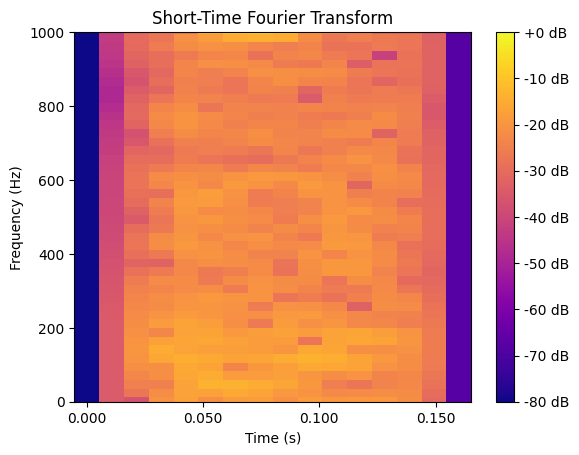 Short-Time Fourier Transform
1000
800
600
400
200
0
Frequency (Hz)
0.000
0.050
0.100
0.150
Time (s)
+0 dB
-10 dB
-20 dB
-30 dB
-40 dB
-50 dB
-60 dB
-70 dB
-80 dB